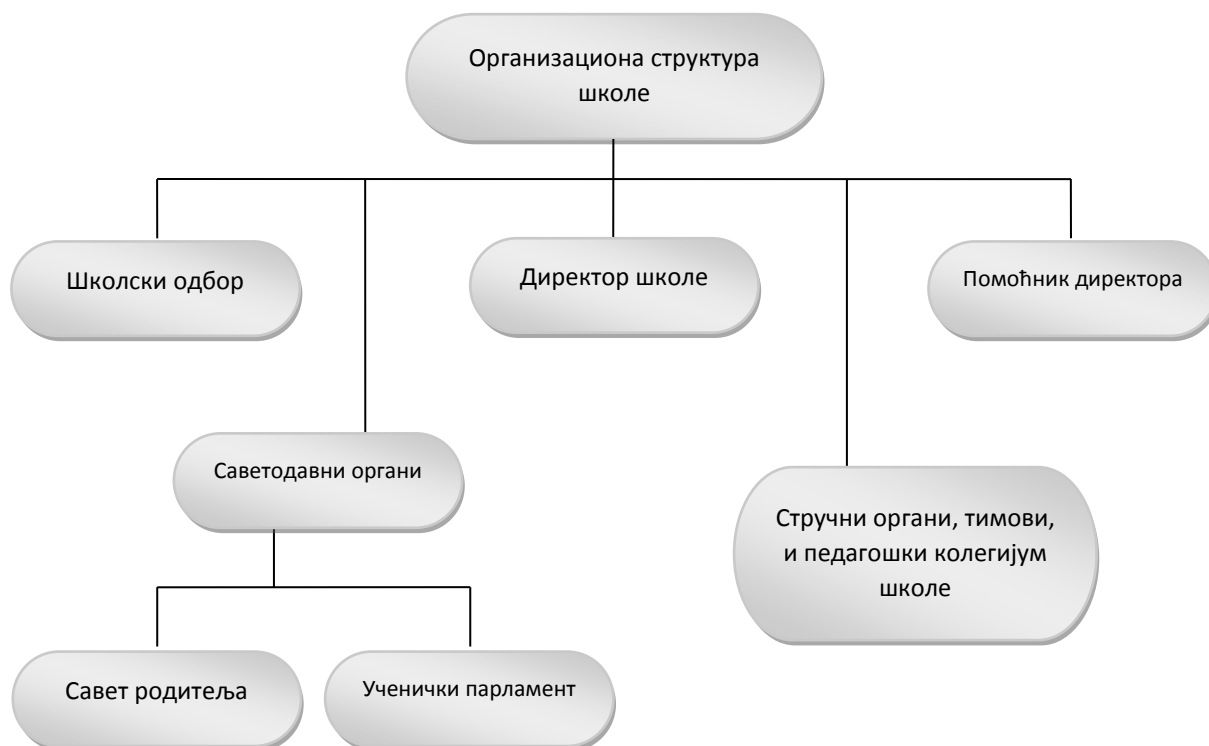 Организациона структура
школе
Школски одбор
Директор школе
Помоћник директора
Саветодавни органи
Стручни органи, тимови,
и педагошки колегијум
школе
Савет родитеља
Ученички парламент